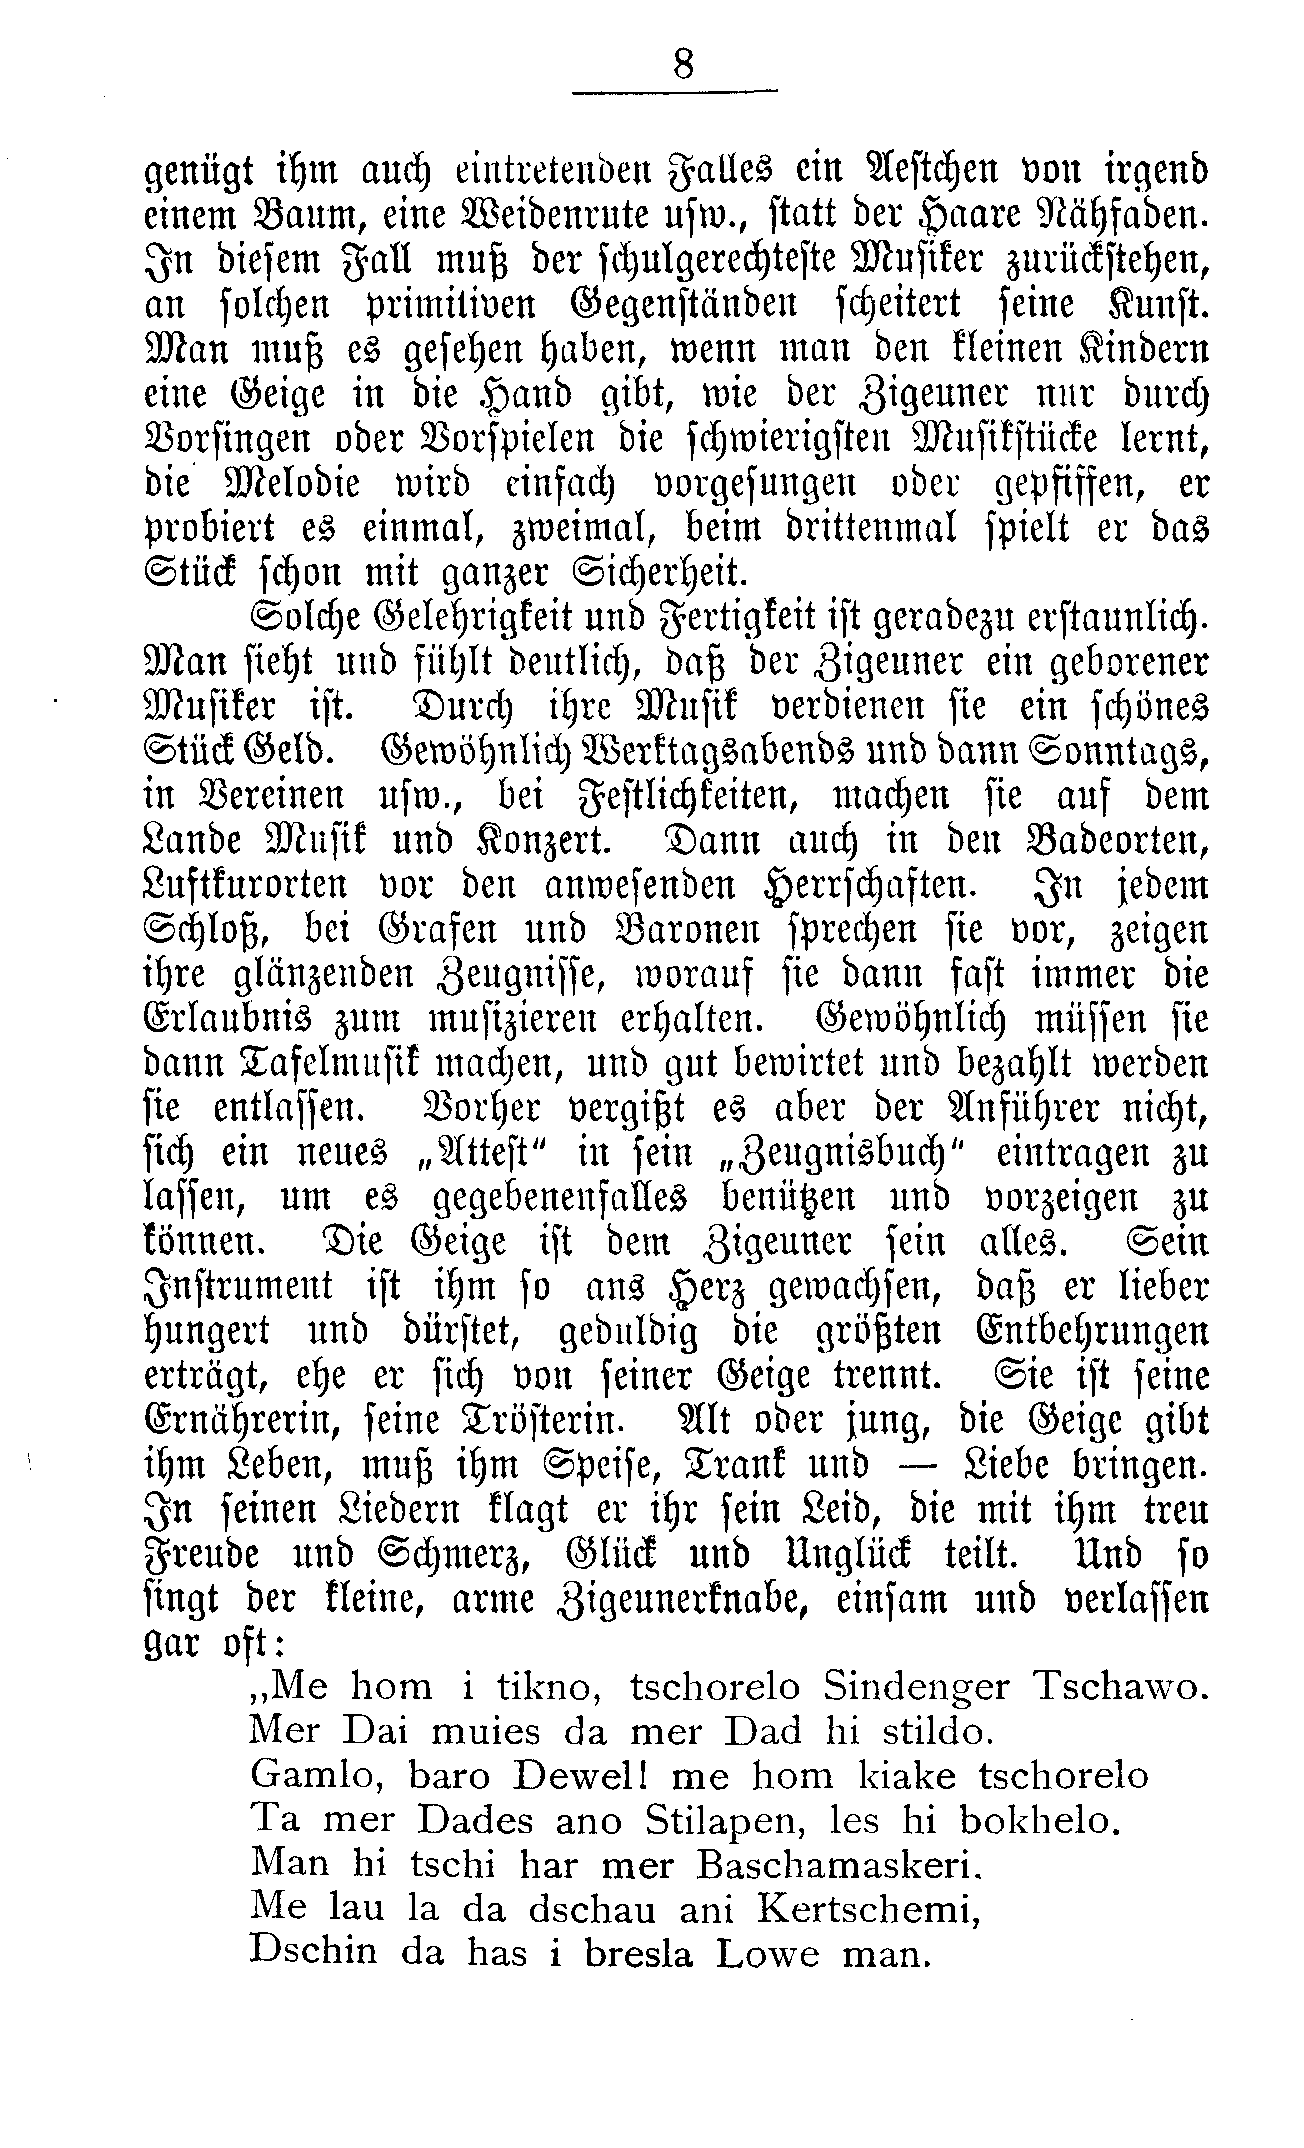 8
genügt ihm auch eintretenden Falles ein Aestchen von irgend
einem Baum, eine Weidenrute usw., statt der Haare Nähfaden.
In diesem Fall muß der schulgerechteste Musiker zurückstehen,
an solchen primitiven Gegenständen scheitert seine Kunst.
Man muß es gesehen haben, wenn man den kleinen Kindern
eine Geige in die Hand gibt, wie der Zigeuner nur durch
Vorsingen oder Vorspielen die schwierigsten Musikstücke lernt,
die Melodie wird einfach vorgesungen oder gepfiffen, er
probiert es einmal, zweimal, beim drittenmal spielt er das
Stück schon mit ganzer Sicherheit.
Solche Gelehrigkeit und Fertigkeit ist geradezu erstaunlich.
Man sieht und fühlt deutlich, daß der Zigeuner ein geborener
Musiker ist. Durch ihre Musik verdienen sie ein schönes
Stück Geld. Gewöhnlich Werktagsabends und dann Sonntags,
in Vereinen usw., bei Festlichkeiten, machen sie auf dem
Lande Musik und Konzert. Dann auch in den Badeorten,
Luftkurorten vor den anwesenden Herrschaften. In jedem
Schloß, bei Grafen und Baronen sprechen sie vor, zeigen
ihre glänzenden Zeugnisse, worauf sie dann fast immer die
Erlaubnis zum musizieren erhalten. Gewöhnlich müssen sie
dann Tafelmusik machen, und gut bewirtet und bezahlt werden
sie entlassen. Vorher vergißt es aber der Anführer nicht,
sich ein neues „Attest" in sein „Zeugnisbuch" eintragen zu
lassen, um es gegebenenfalles benützen und vorzeigen zu
können. Die Geige ist dem Zigeuner sein alles. Sein
Instrument ist ihm so ans Herz gewachsen, daß er lieber
hungert und dürstet, geduldig die größten Entbehrungen
erträgt, ehe er sich von seiner Geige trennt. Sie ist seine
Ernährerin, seine Trösterin. Alt oder jung, die Geige gibt
ihm Leben, muß ihm Speise, Trank und — Liebe bringen.
In seinen Liedern klagt er ihr sein Leid, die mit ihm treu
Freude und Schmerz, Glück und Unglück teilt. Und so
singt der kleine, arme Zigeunerknabe, einsam und verlassen
gar oft:
„Me hom i tikno, tschorelo Sindenger Tschawo.
Mer Dai muies da mer Dad hi stildo.
Gamlo, baro Dewel! me hom kiake tschorelo
Ta mer Dades ano Stilapen, les hi bokhelo.
Man hi tschi har mer Baschamaskeri.
Me lau la da dschau ani Kertschemi,
Dschin da has i bresla Lowe man.